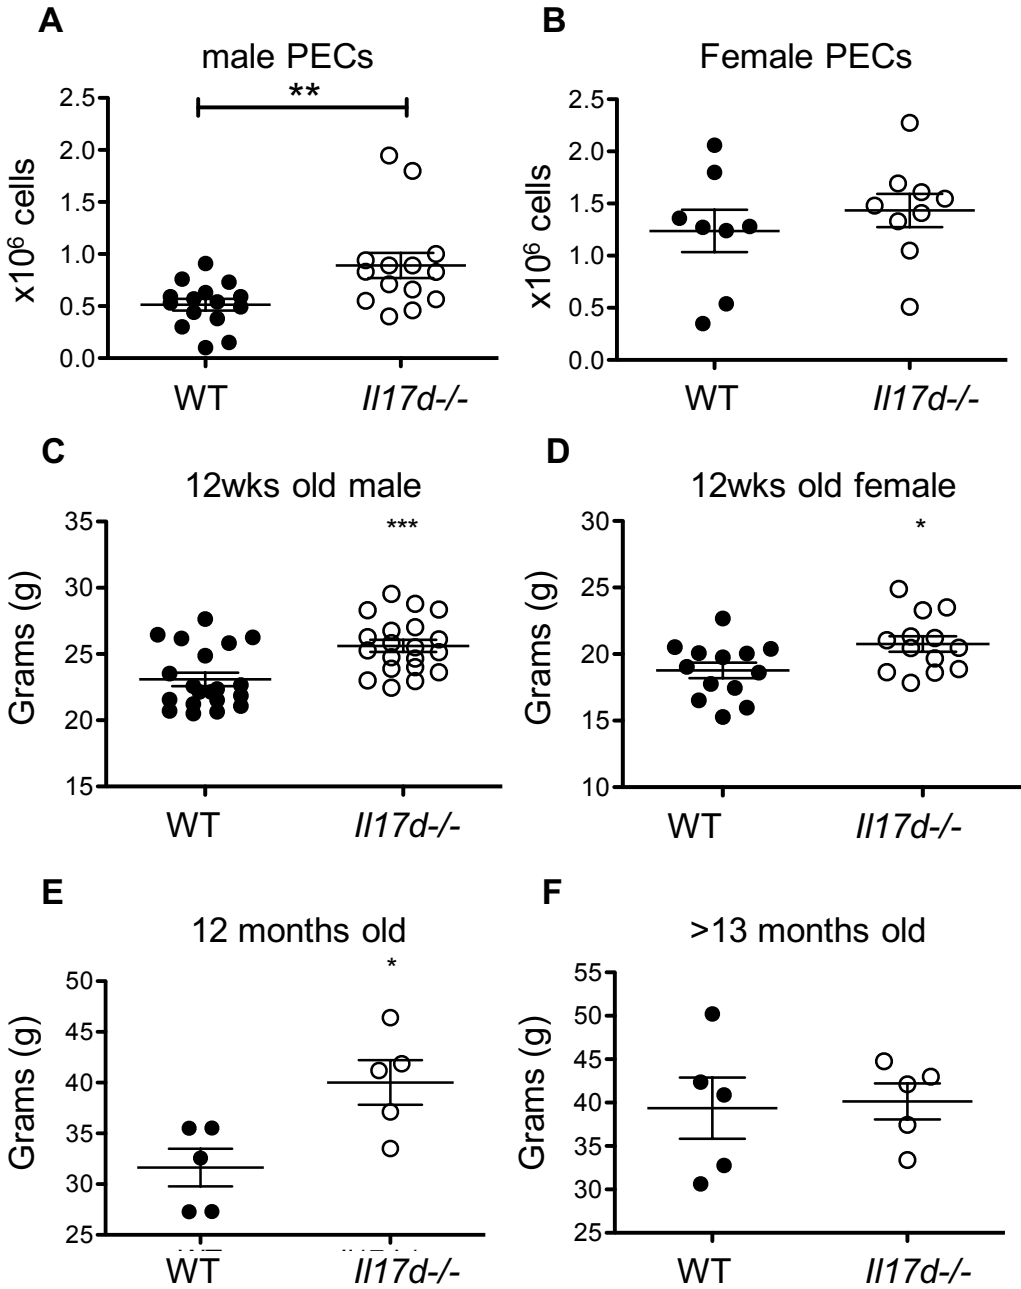 A
male PECs
**
2.5
2.0
1.5
1.0
0.5
0.0
x10⁶ cells
WT
Il17d-/-
B
Female PECs
2.5
2.0
1.5
1.0
0.5
0.0
x10⁶ cells
WT
Il17d-/-
C
12wks old male
***
35
30
25
20
15
Grams (g)
WT
Il17d-/-
D
12wks old female
*
30
25
20
15
10
Grams (g)
WT
Il17d-/-
E
12 months old
*
50
45
40
35
30
25
Grams (g)
WT
Il17d-/-
F
>13 months old
55
50
45
40
35
30
25
Grams (g)
WT
Il17d-/-